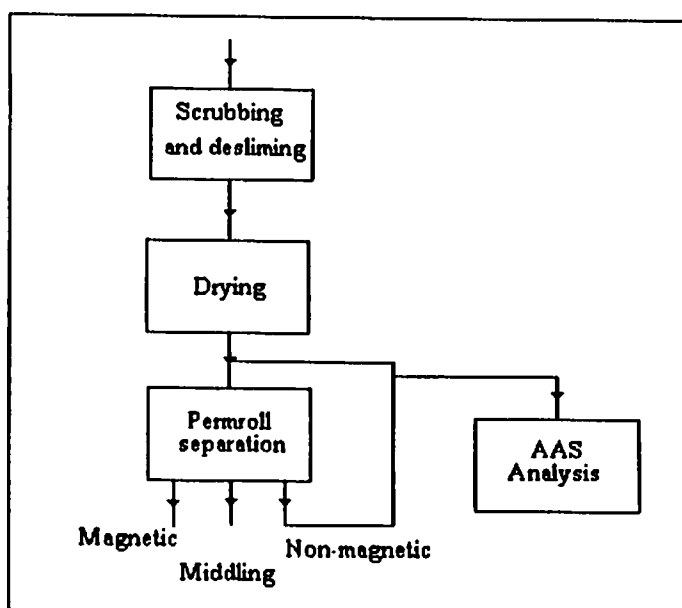 Scrubbing
and desliming
Drying
Permroll
separation
AAS
Analysis
Magnetic
Middling
Non-magnetic